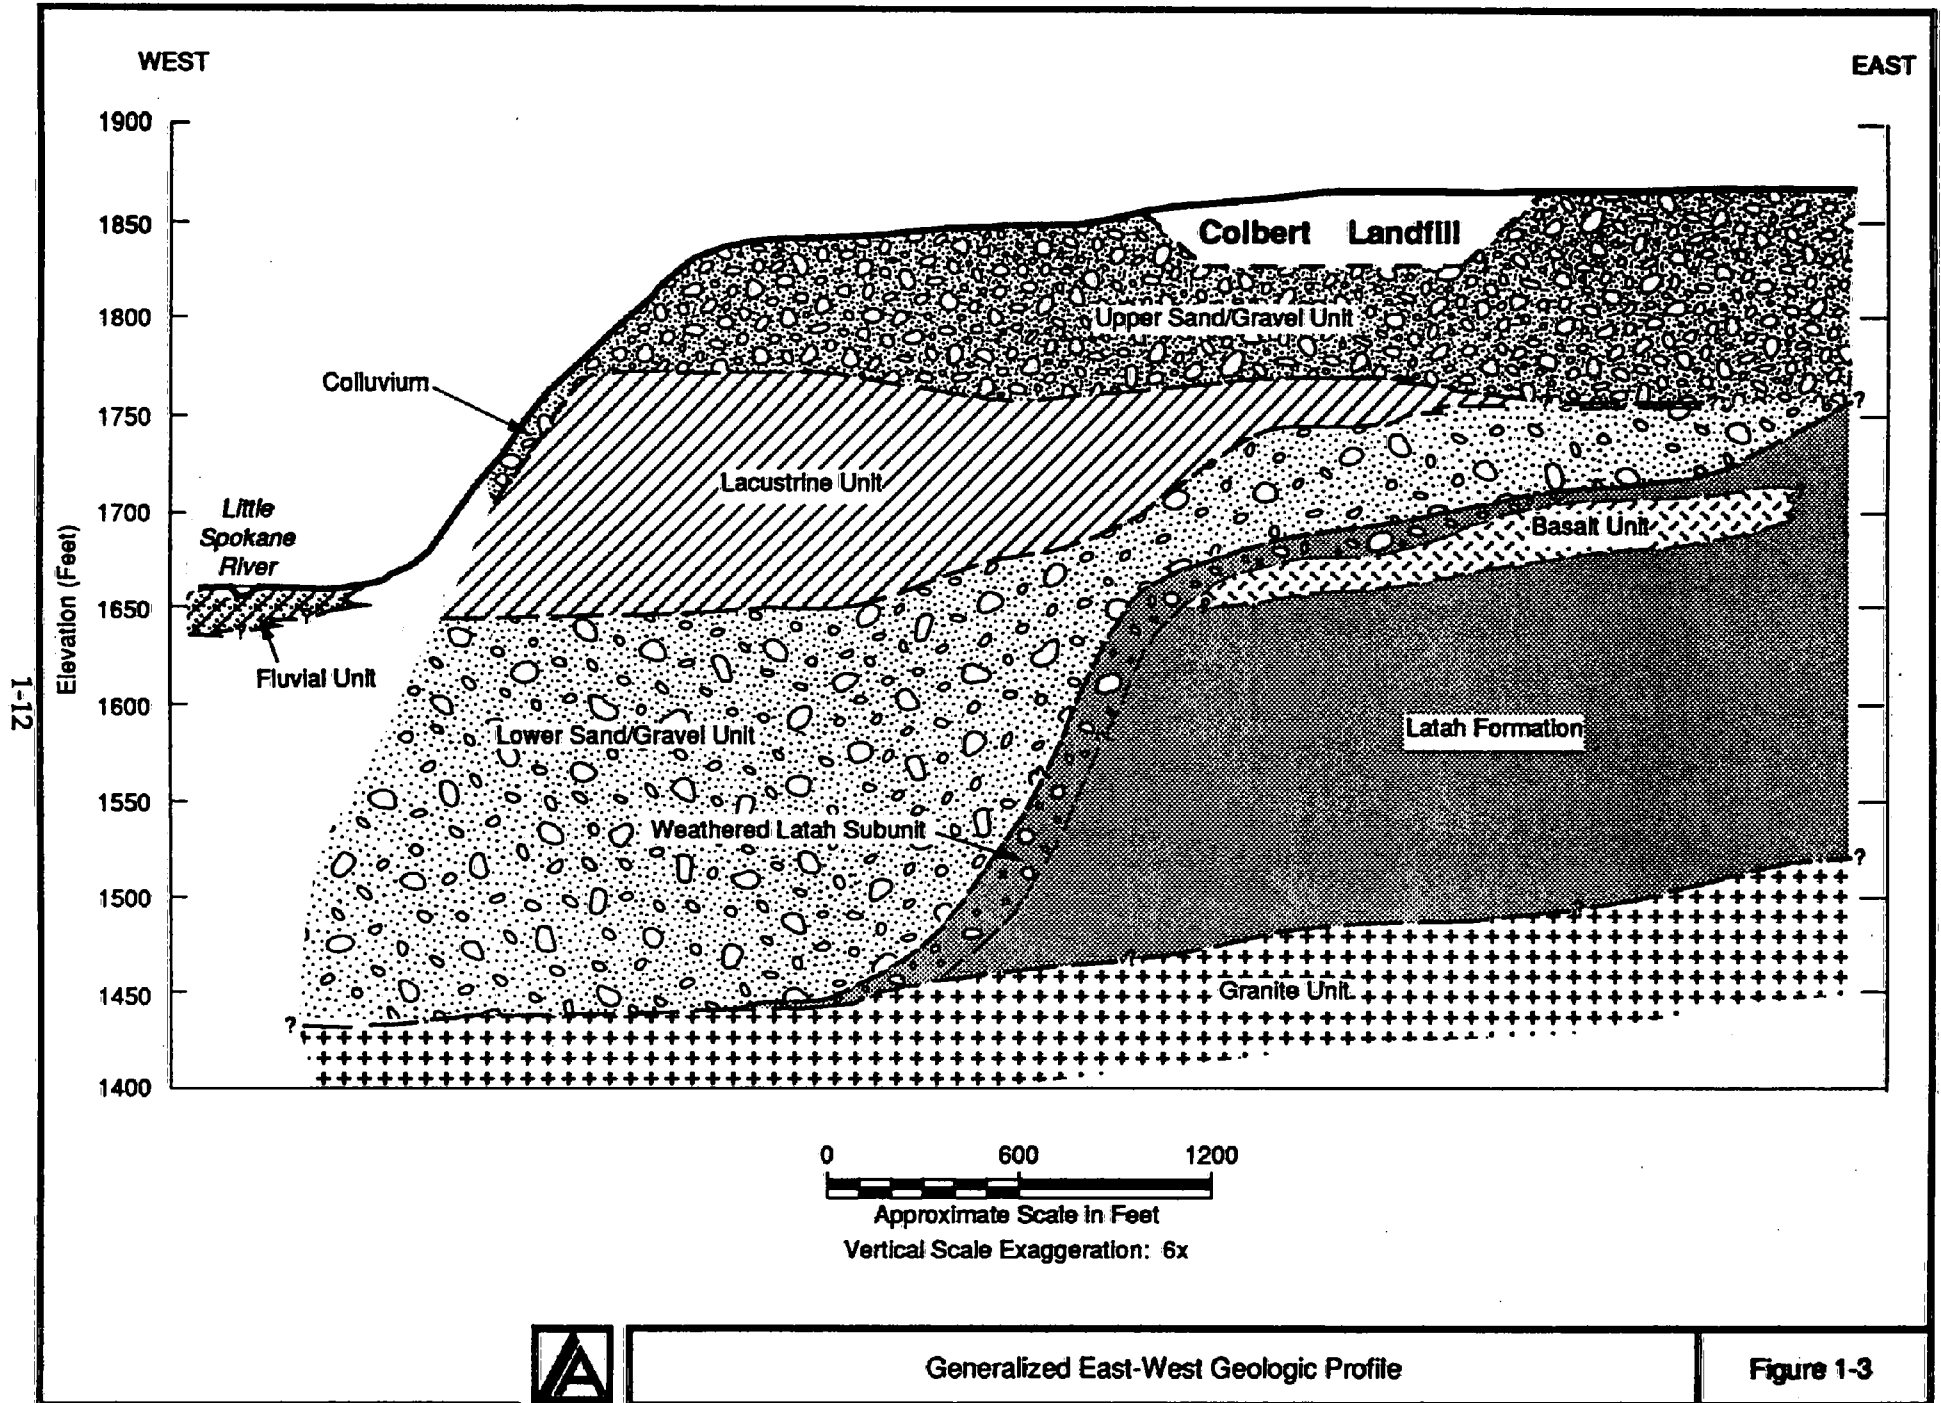 WEST
EAST
1900
1850
1800
1750
1700
1650
1600
1550
1500
1450
1400
Elevation (Feet)
1-12
Colbert Landfill
Upper Sand/Gravel Unit
Colluvium
?
Lacustrine Unit
Little
Spokane
River
Basalt Unit
Fluvial Unit
Lower Sand/Gravel Unit
Latah Formation
Weathered Latah Subunit
?
Granite Unit
?
0 600 1200
Approximate Scale in Feet
Vertical Scale Exaggeration: 6x
A
Generalized East-West Geologic Profile
Figure 1-3